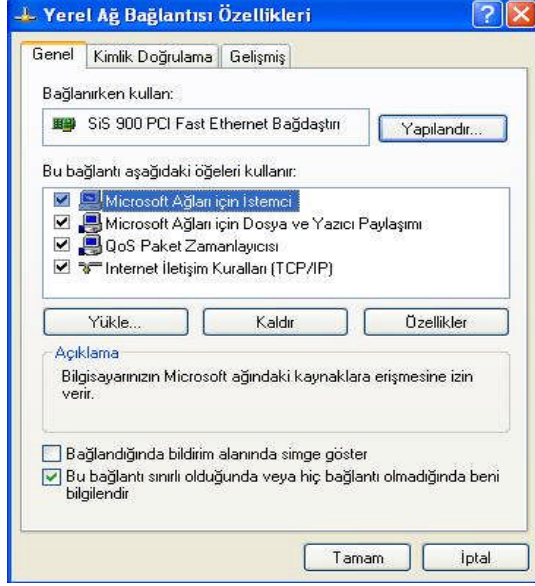 Yerel Ağ Bağlantısı Özellikleri
Genel
Kimlik Doğrulama
Gelişmiş
Bağlanırken kullan:
SiS 900 PCI Fast Ethernet Bağdaştırı
Yapılandır...
Bu bağlantı aşağıdaki öğeleri kullanır:
Microsoft Ağları için İstemci
Microsoft Ağları için Dosya ve Yazıcı Paylaşımı
QoS Paket Zamanlayıcısı
Internet İletişim Kuralları (TCP/IP)
Yükle...
Kaldır
Özellikler
Açıklama
Bilgisayarınızın Microsoft ağındaki kaynaklara erişmesine izin
verir.
Bağlandığında bildirim alanında simge göster
Bu bağlantı sınırlı olduğunda veya hiç bağlantı olmadığında beni
bilgilendir
Tamam
İptal